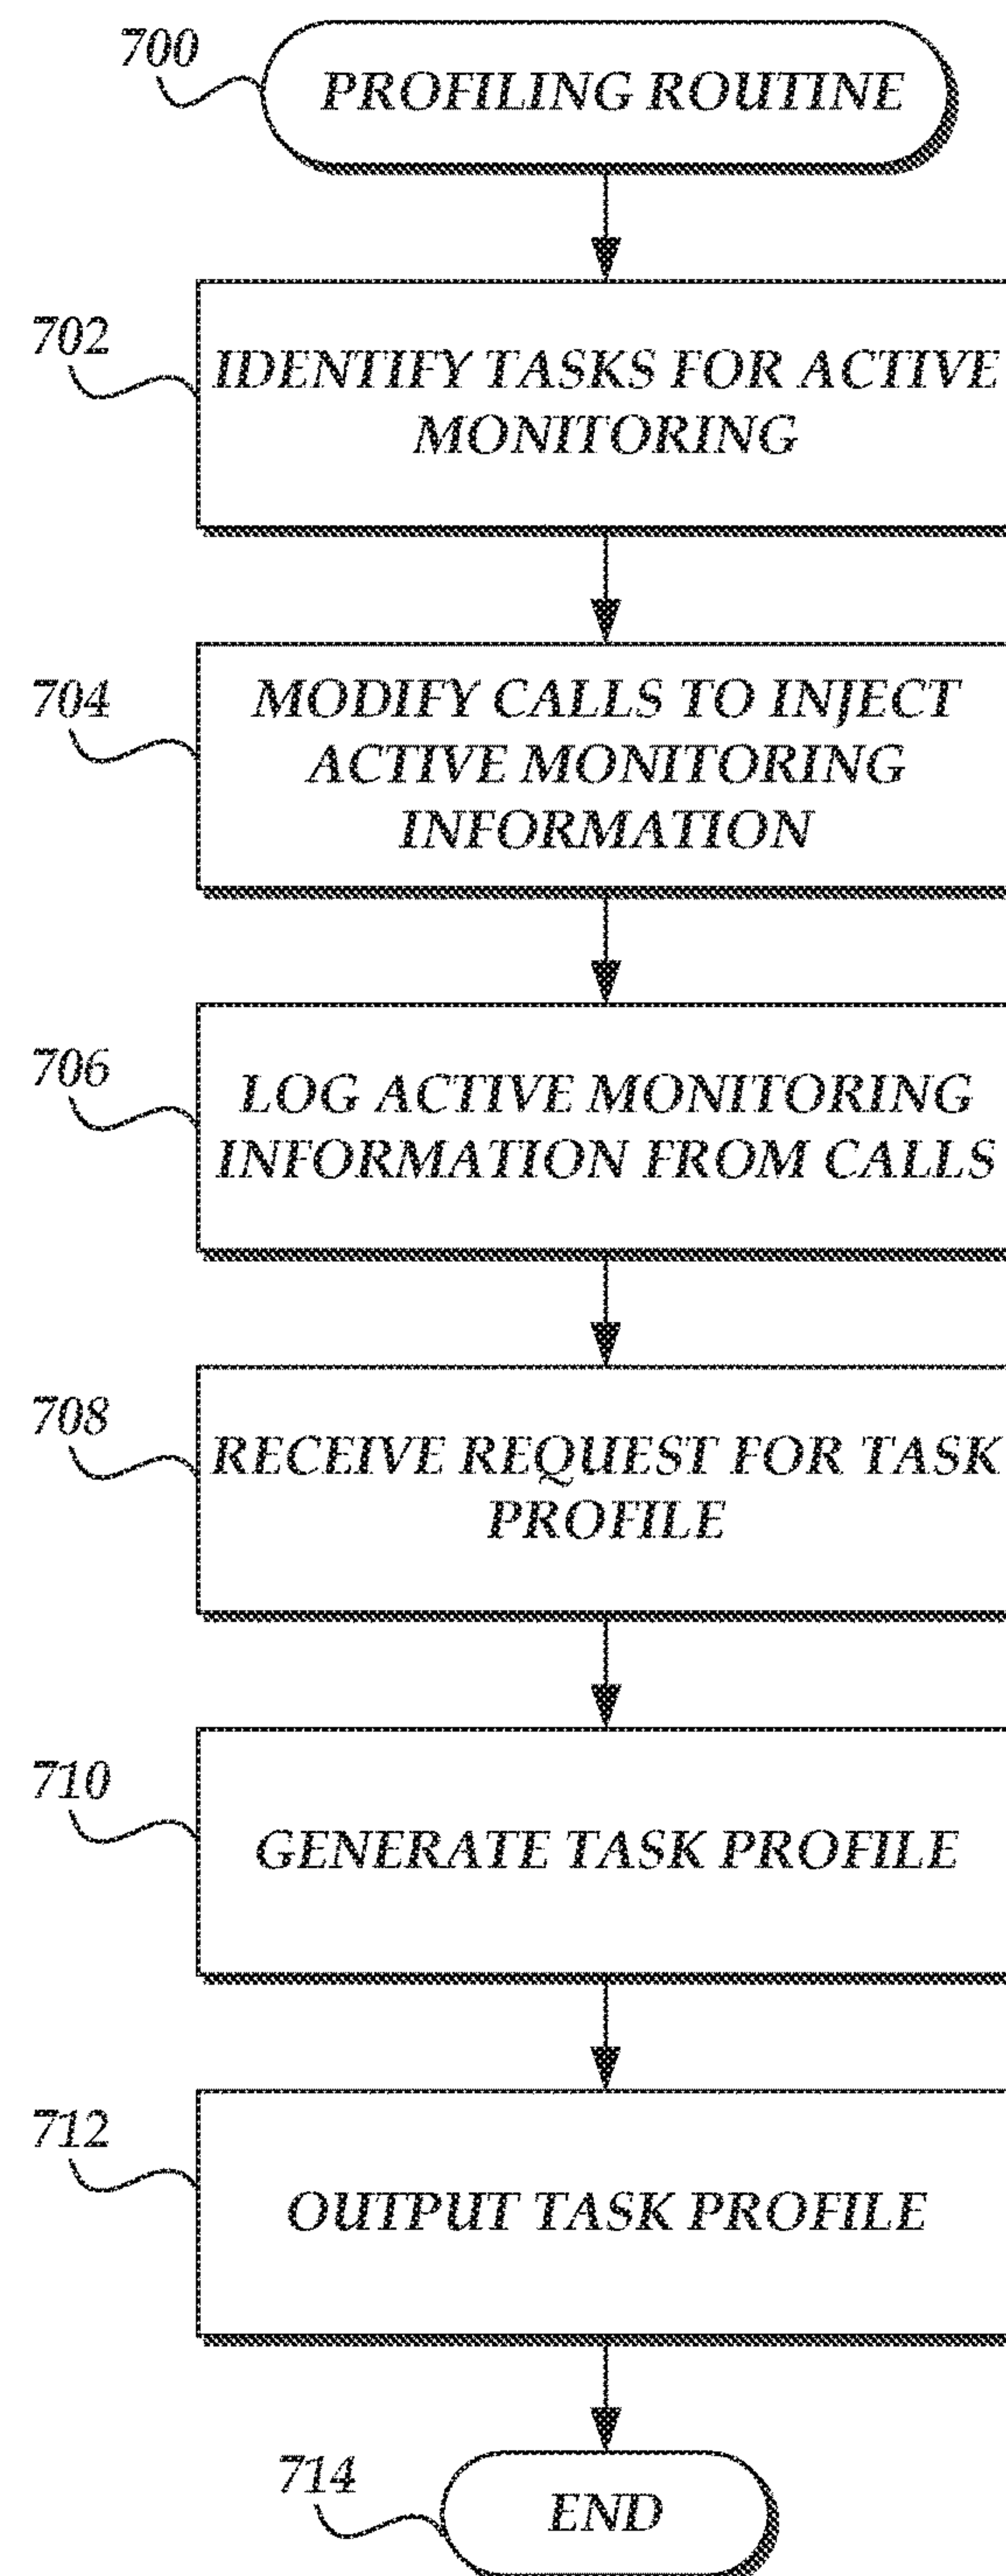 700
PROFILING ROUTINE
702
IDENTIFY TASKS FOR ACTIVE
MONITORING
704
MODIFY CALLS TO INJECT
ACTIVE MONITORING
INFORMATION
706
LOG ACTIVE MONITORING
INFORMATION FROM CALLS
708
RECEIVE REQUEST FOR TASK
PROFILE
710
GENERATE TASK PROFILE
712
OUTPUT TASK PROFILE
714
END